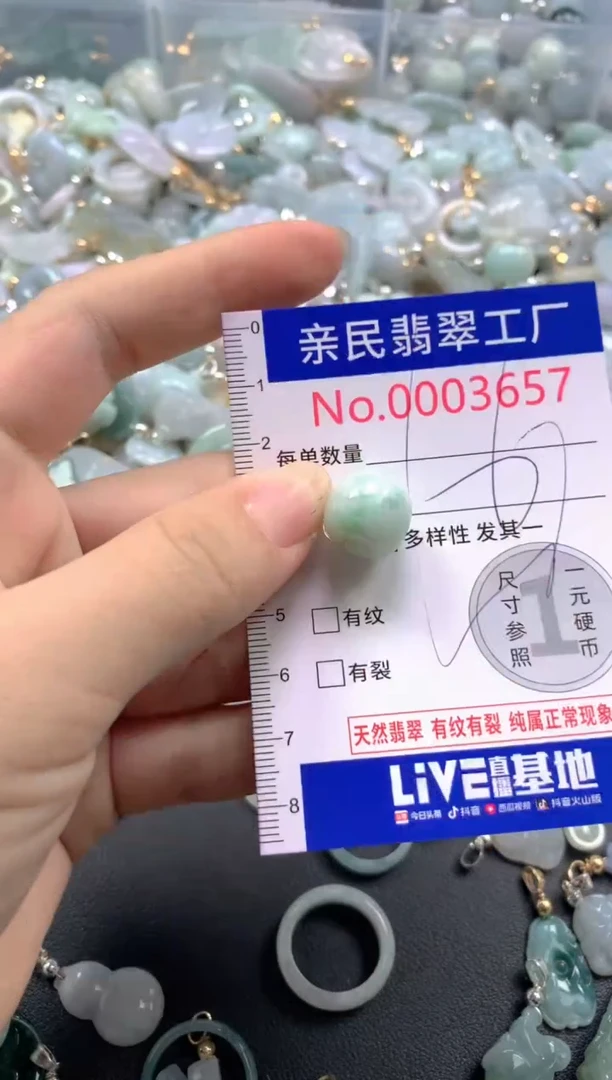 0
亲民翡翠工厂
1
No.0003657
2
每单数量
多样性 发其一
尺寸参照
1
一元硬币
5
有纹
6
有裂
7
天然翡翠 有纹有裂 纯属正常现象
8
LiVE直播基地
今日头条 抖音 西瓜视频 抖音火山版